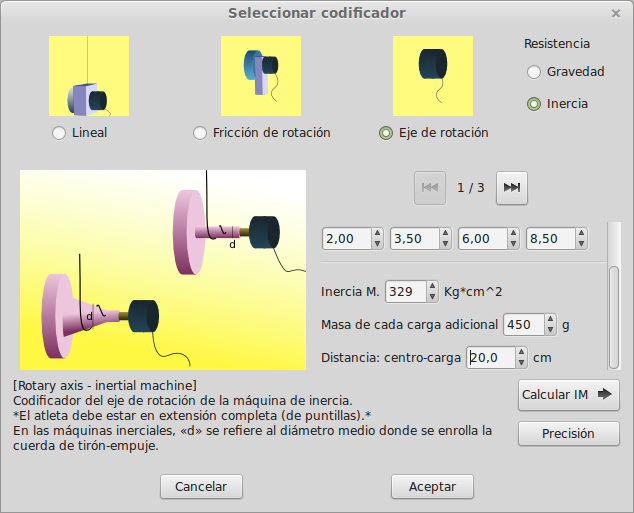 Seleccionar codificador
Resistencia
Gravedad
Inercia
Lineal
Fricción de rotación
Eje de rotación
1 / 3
d
d
2,00 3,50 6,00 8,50
Inercia M. 329 Kg*cm^2
Masa de cada carga adicional 450 g
Distancia: centro-carga 20,0 cm
[Rotary axis - inertial machine]
Codificador del eje de rotación de la máquina de inercia.
*El atleta debe estar en extensión completa (de puntillas).*
En las máquinas inerciales, «d» se refiere al diámetro medio donde se enrolla la
cuerda de tirón-empuje.
Calcular IM
Precisión
Cancelar
Aceptar